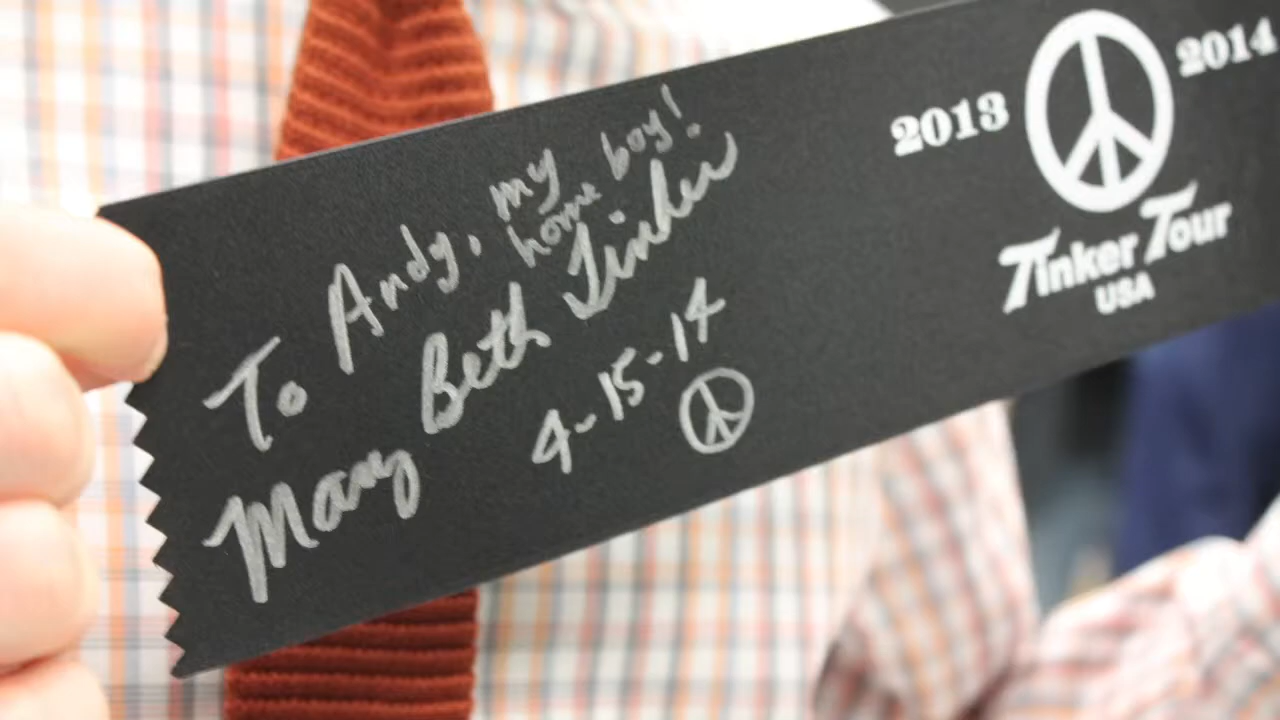 To Andy, my home boy!
Mary Beth Tinker
4-15-14
2013 2014
Tinker Tour
USA